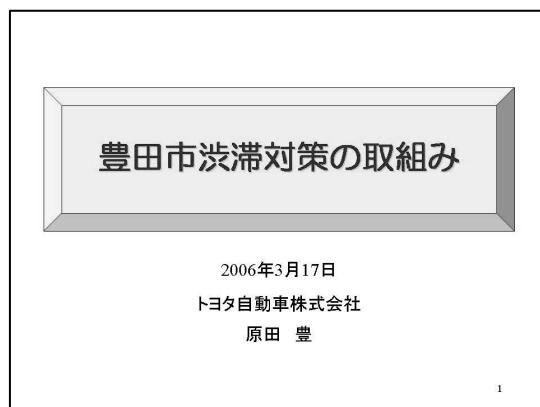 豊田市渋滞対策の取組み
2006年3月17日
トヨタ自動車株式会社
原田　豊
1